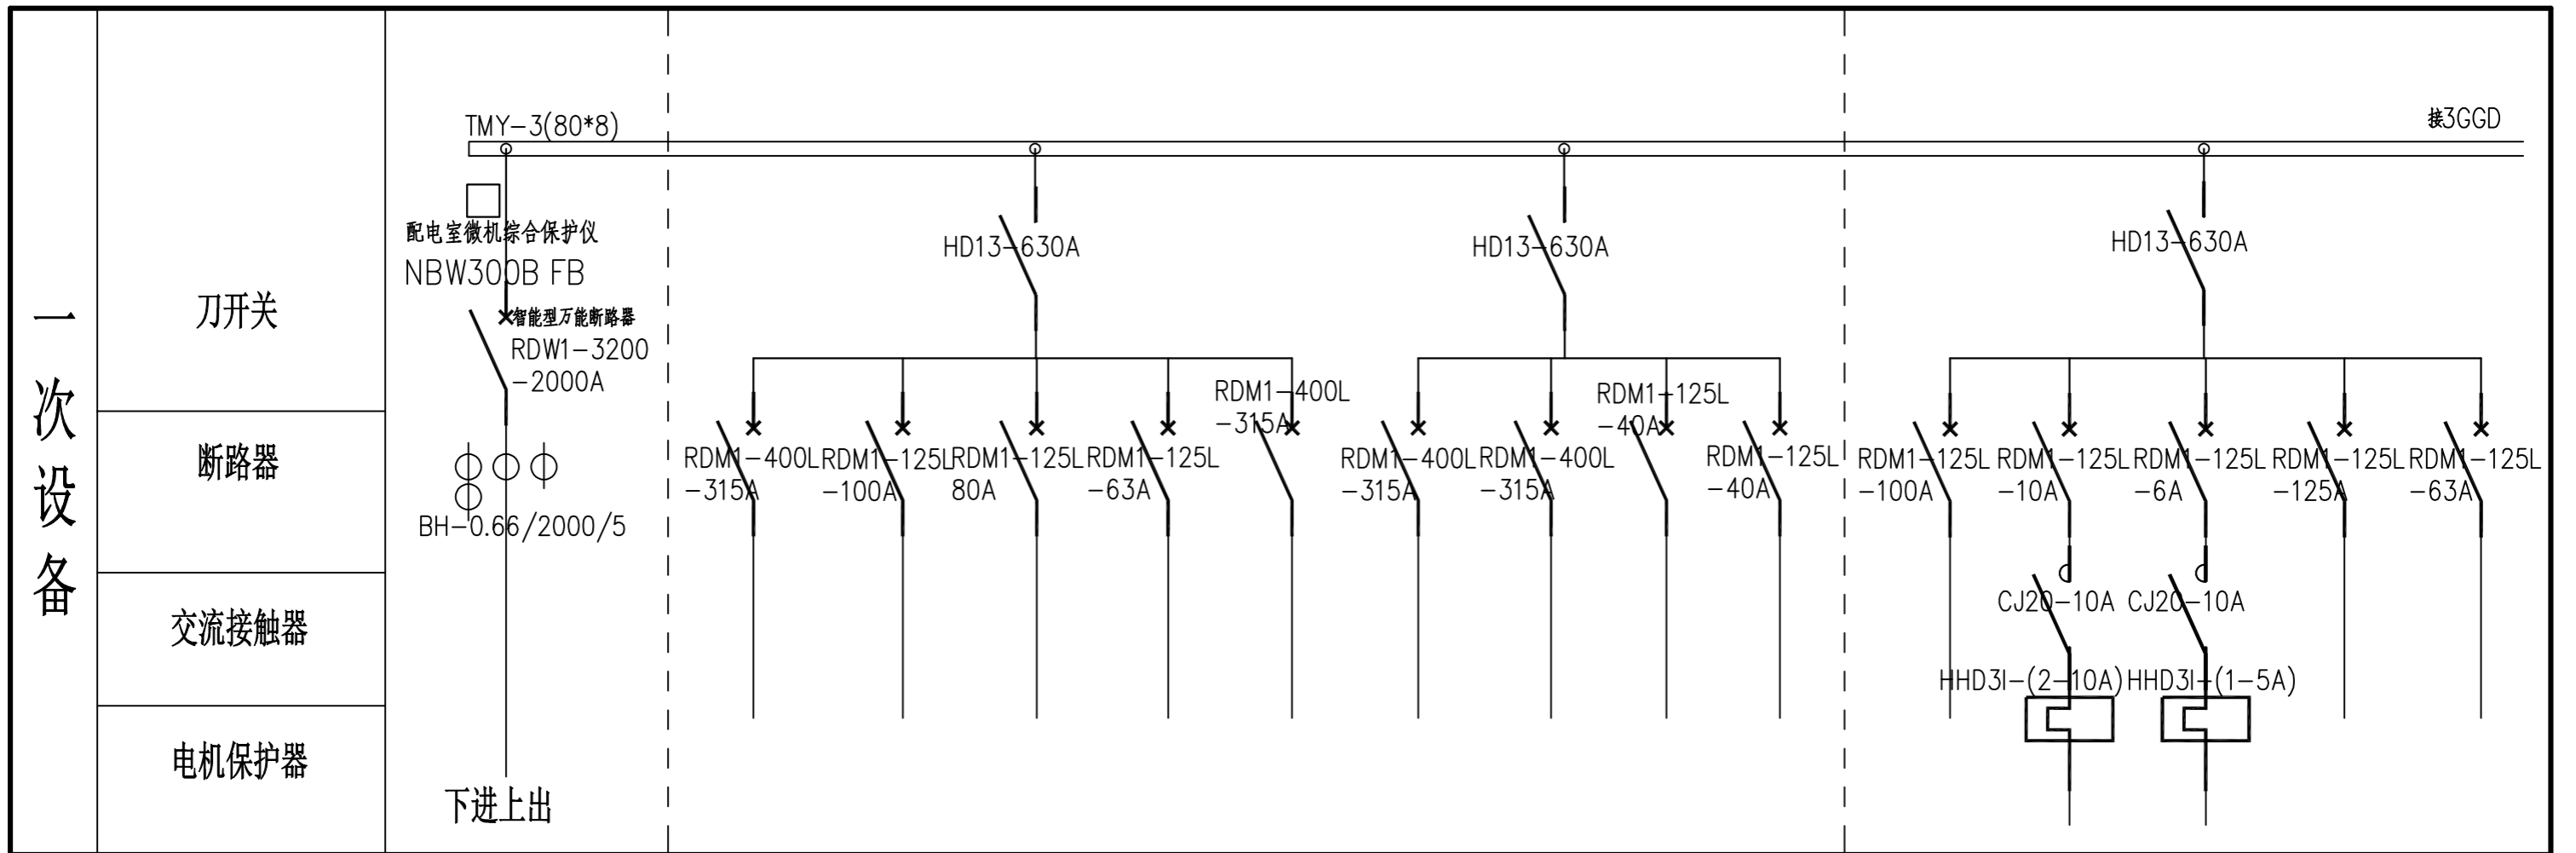 一次设备
刀开关
断路器
交流接触器
电机保护器
TMY-3(80*8)
接3GGD
配电室微机综合保护仪
NBW300B FB
智能型万能断路器
RDW1-3200
-2000A
BH-0.66/2000/5
下进上出
HD13-630A
RDM1-400L
-315A
RDM1-125L
-100A
RDM1-125L
80A
RDM1-125L
-63A
RDM1-400L
-315A
HD13-630A
RDM1-400L
-315A
RDM1-400L
-315A
RDM1-125L
-40A
RDM1-125L
-40A
HD13-630A
RDM1-125L
-100A
RDM1-125L
-10A
RDM1-125L
-6A
RDM1-125L
-125A
RDM1-125L
-63A
CJ20-10A
CJ20-10A
HHD3I-(2-10A)
HHD3I-(1-5A)